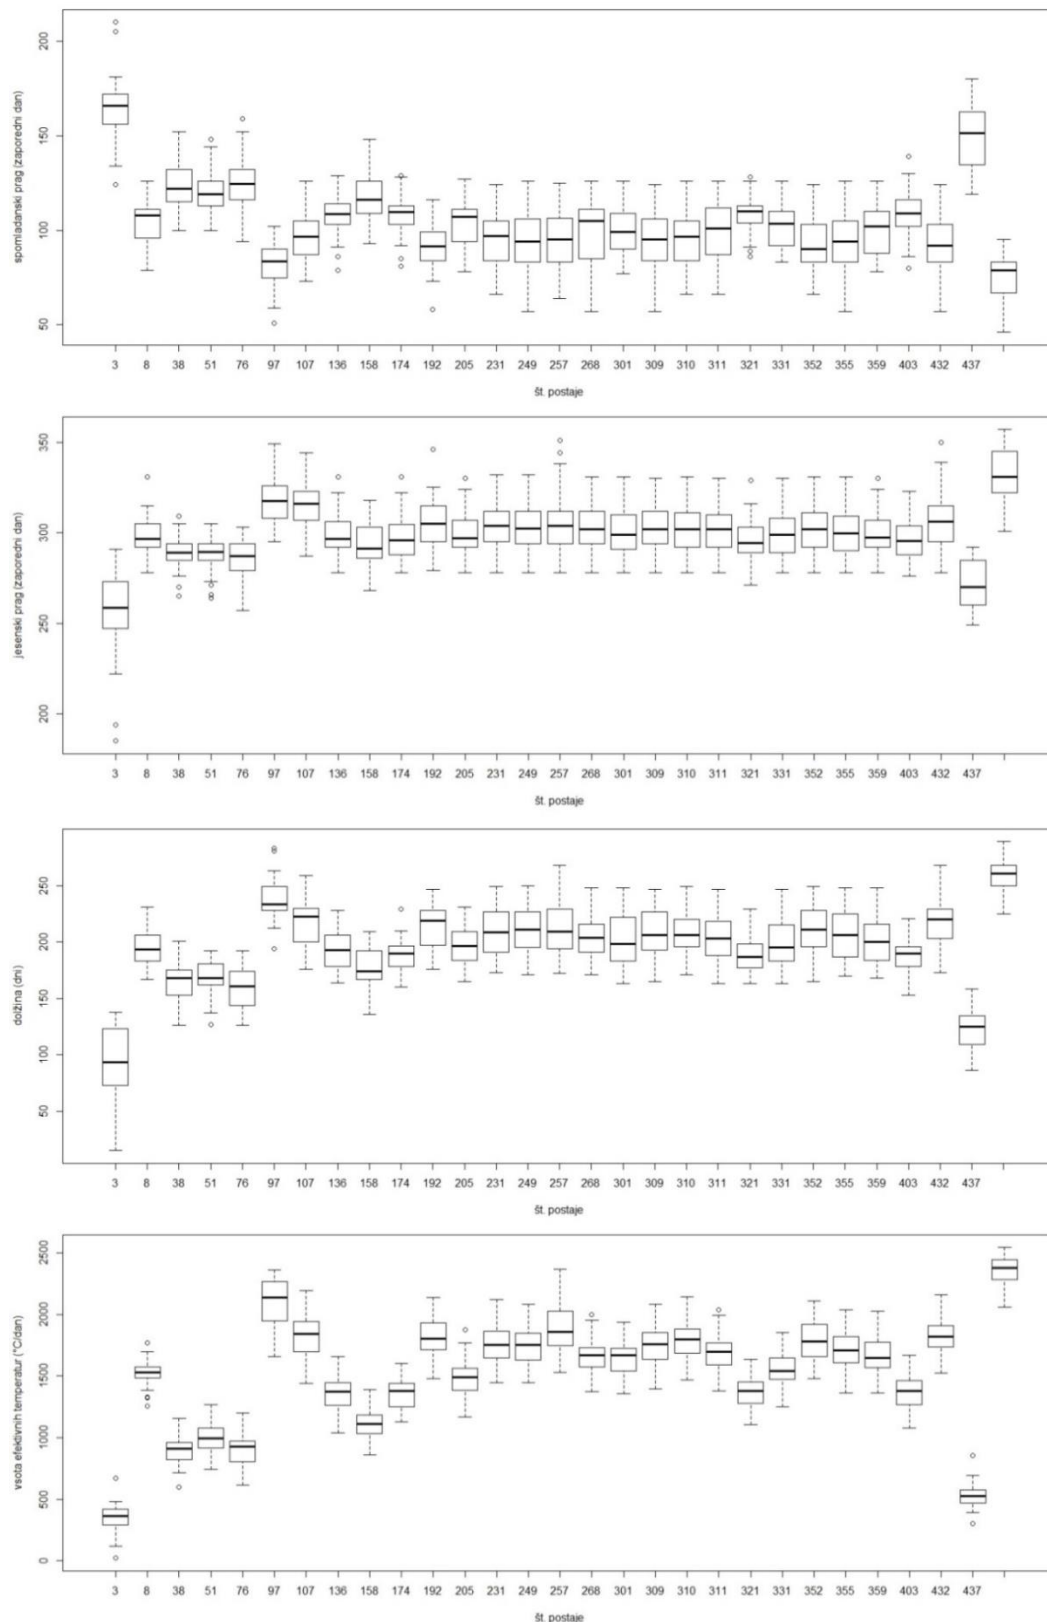 spomladanski prag (zaporedni dan)
200
150
100
50
3 8 38 51 76 97 107 136 158 174 192 205 231 249 257 268 301 309 310 311 321 331 352 355 359 403 432 437
št. postaje
jesenski prag (zaporedni dan)
350
300
250
200
3 8 38 51 76 97 107 136 158 174 192 205 231 249 257 268 301 309 310 311 321 331 352 355 359 403 432 437
št. postaje
dolžina (dni)
250
200
150
100
50
3 8 38 51 76 97 107 136 158 174 192 205 231 249 257 268 301 309 310 311 321 331 352 355 359 403 432 437
št. postaje
vsota efektivnih temperatur (°C/dan)
2500
2000
1500
1000
500
0
3 8 38 51 76 97 107 136 158 174 192 205 231 249 257 268 301 309 310 311 321 331 352 355 359 403 432 437
št. postaje